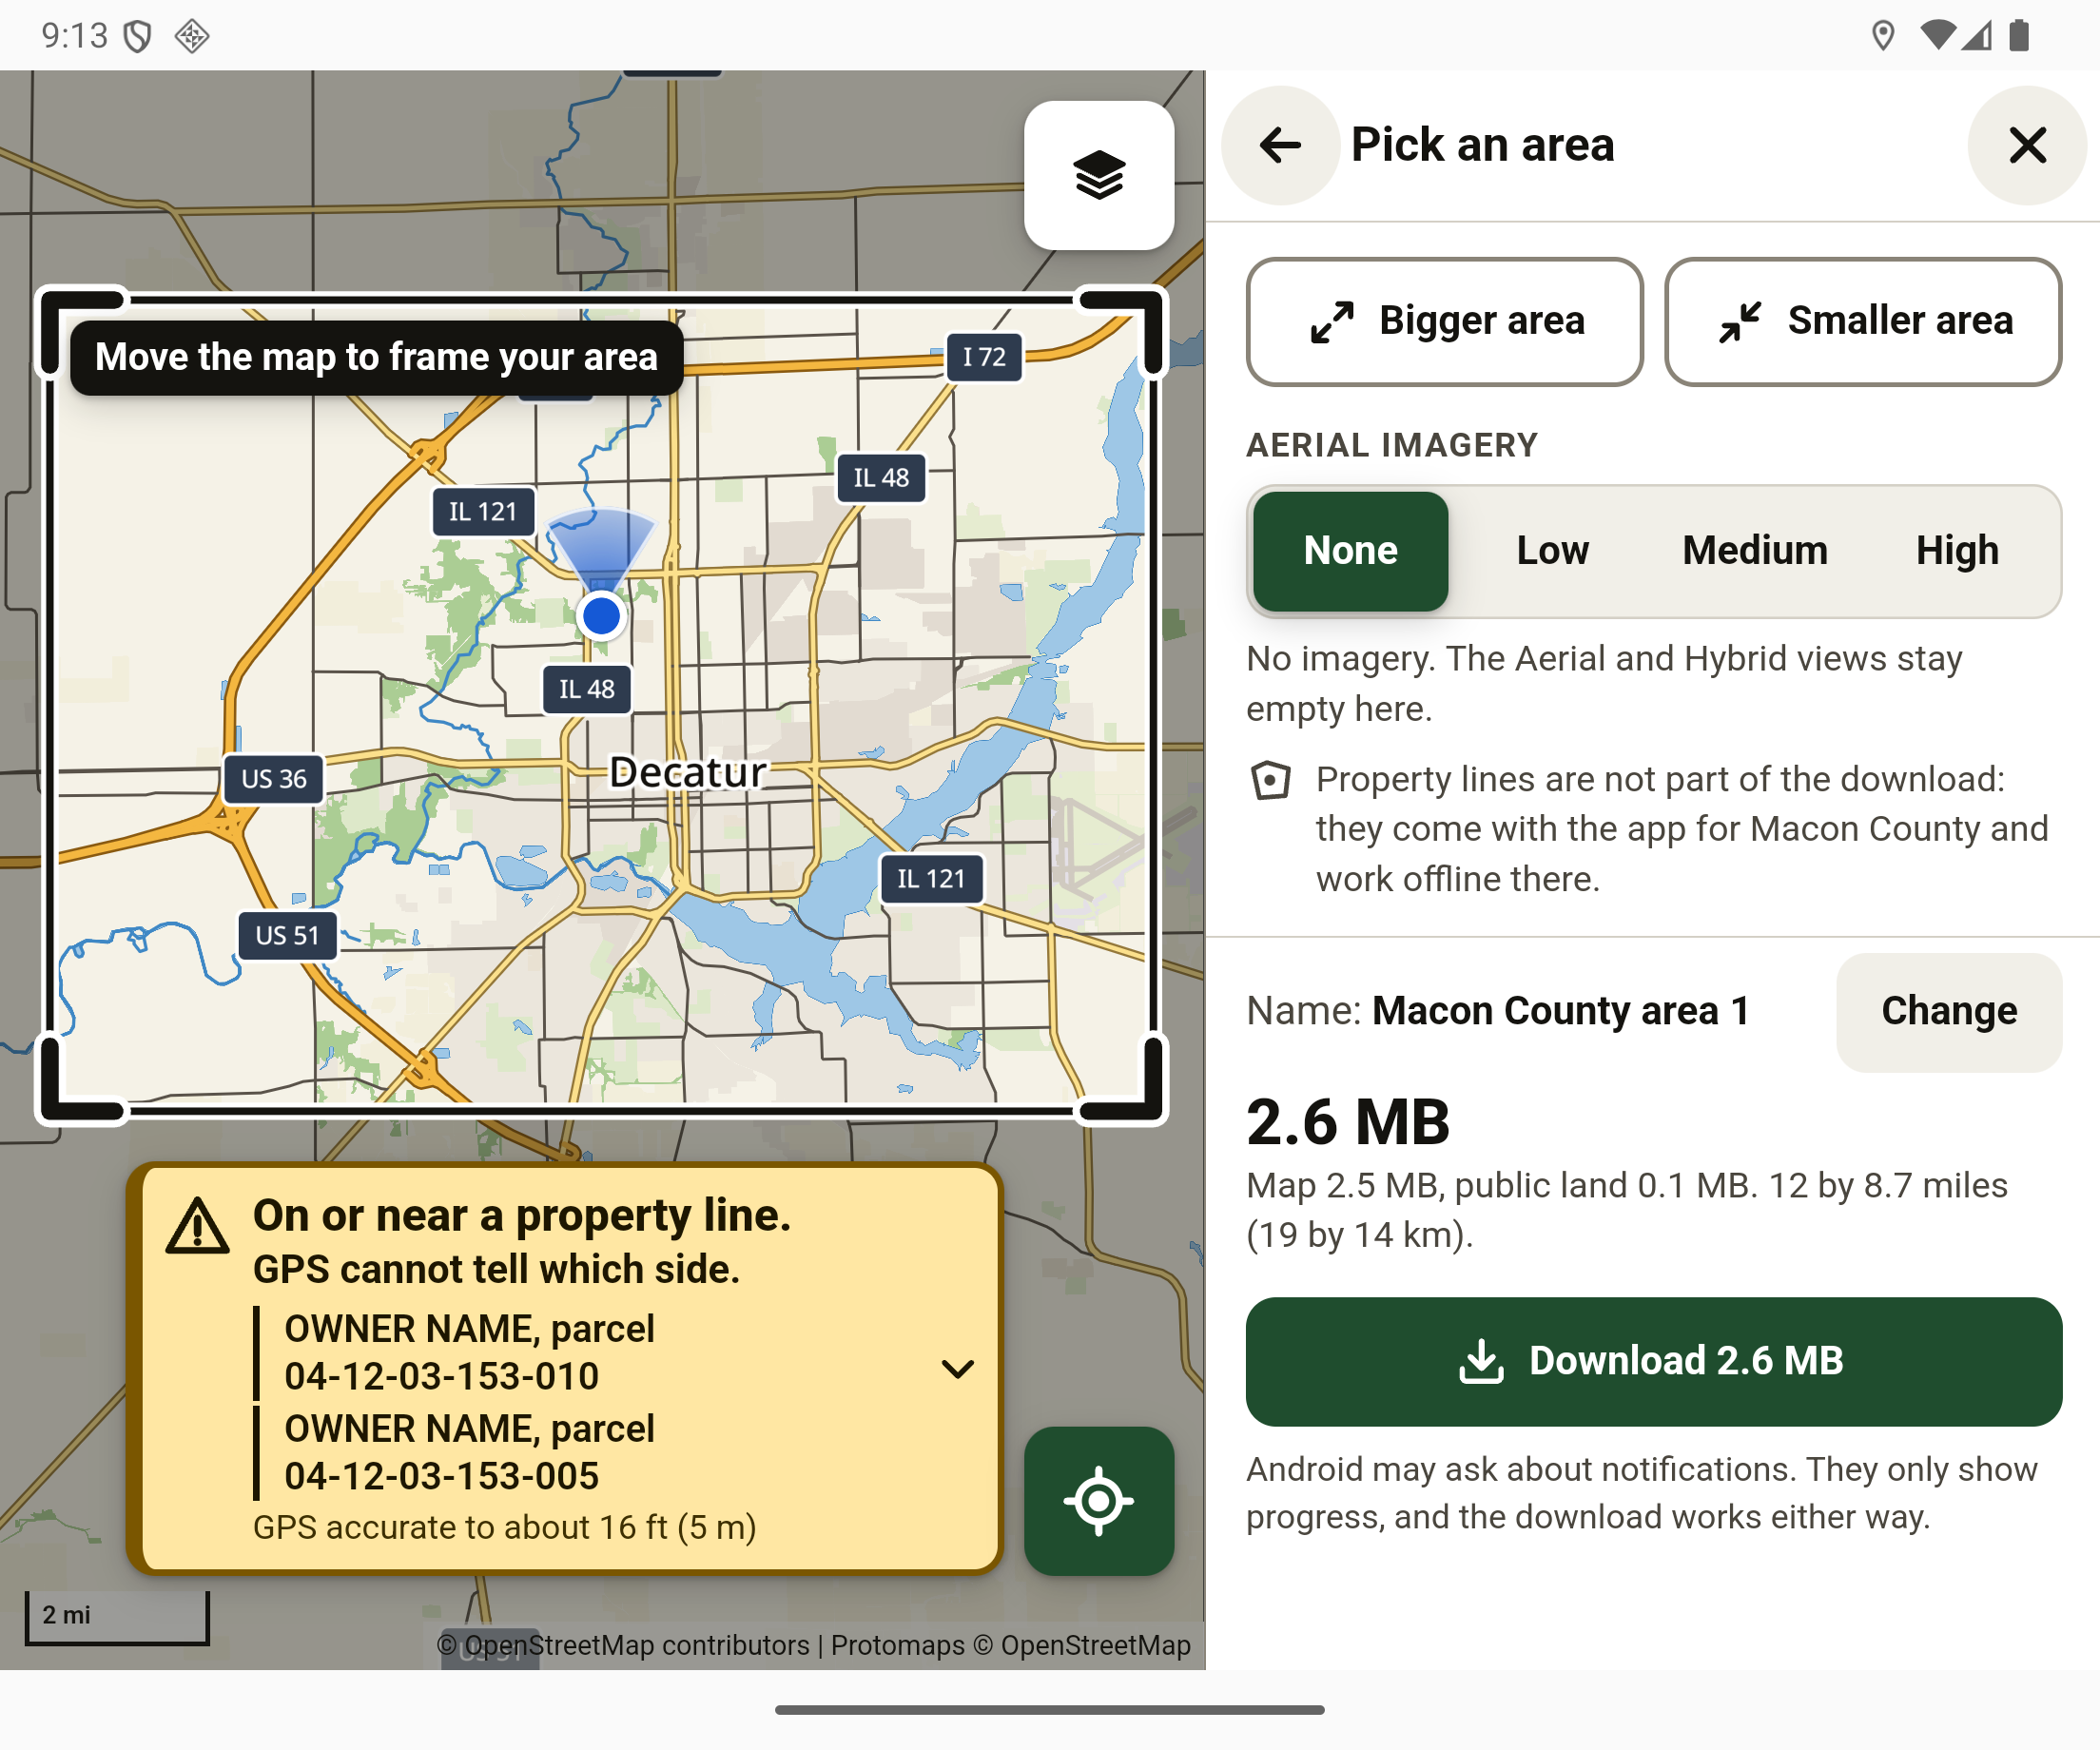 9:13
Pick an area
Move the map to frame your area
I 72
IL 48
IL 121
IL 48
US 36
Decatur
IL 121
US 51
On or near a property line.
GPS cannot tell which side.
OWNER NAME, parcel
04-12-03-153-010
OWNER NAME, parcel
04-12-03-153-005
GPS accurate to about 16 ft (5 m)
2 mi
© OpenStreetMap contributors | Protomaps © OpenStreetMap
Bigger area
Smaller area
AERIAL IMAGERY
None
Low
Medium
High
No imagery. The Aerial and Hybrid views stay
empty here.
Property lines are not part of the download:
they come with the app for Macon County and
work offline there.
Name: Macon County area 1
Change
2.6 MB
Map 2.5 MB, public land 0.1 MB. 12 by 8.7 miles
(19 by 14 km).
Download 2.6 MB
Android may ask about notifications. They only show
progress, and the download works either way.